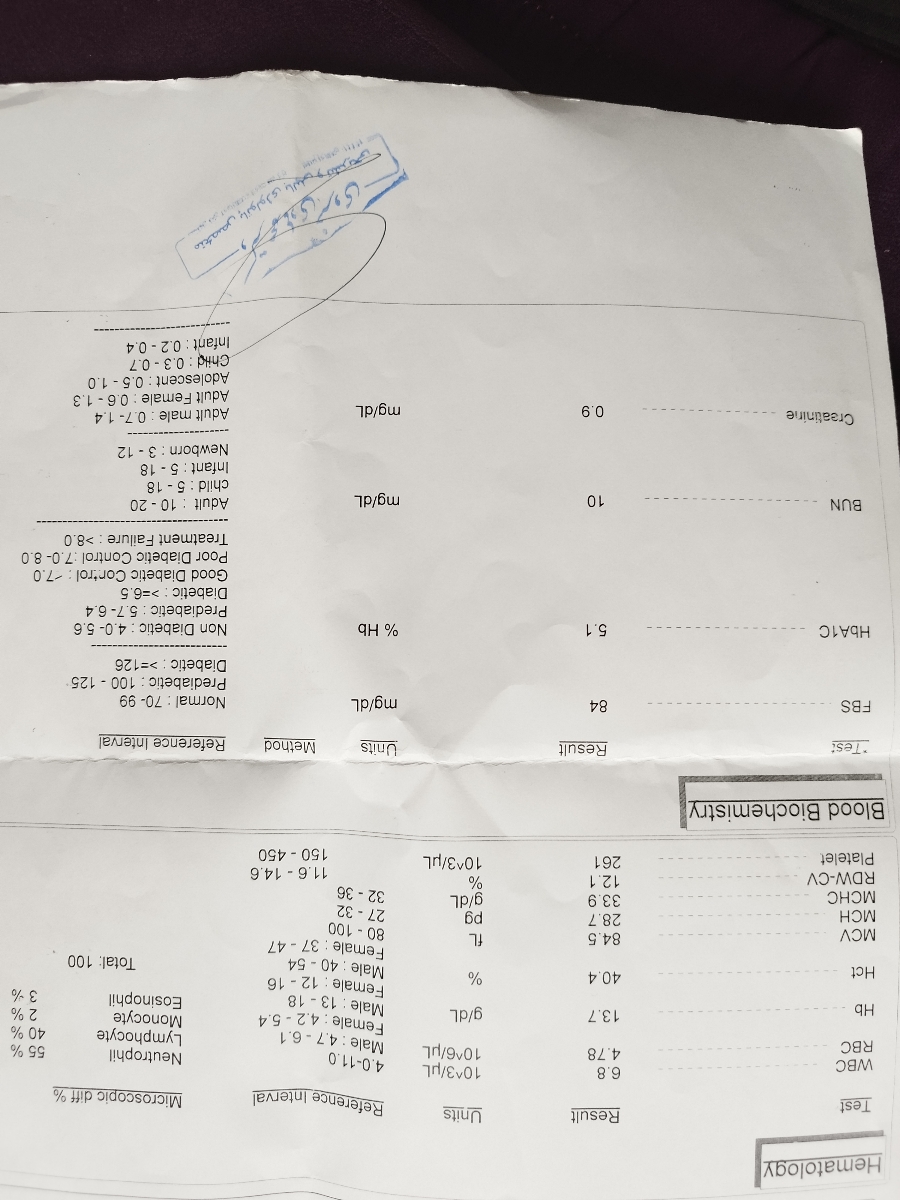 Hematology
Test Result Units Reference Interval Microscopic diff %
WBC 6.8 10^3/µL 4.0-11.0 Neutrophil 55 %
RBC 4.78 10^6/µL Male : 4.7 - 6.1 Lymphocyte 40 %
Female : 4.2 - 5.4 Monocyte 2 %
Hb 13.7 g/dL Male : 13 - 18 Eosinophil 3 %
Female : 12 - 16
Hct 40.4 % Male : 40 - 54 Total: 100
Female : 37 - 47
MCV 84.5 fL 80 - 100
MCH 28.7 pg 27 - 32
MCHC 33.9 g/dL 32 - 36
RDW-CV 12.1 % 11.6 - 14.6
Platelet 261 10^3/µL 150 - 450
Blood Biochemistry
Test Result Units Method Reference Interval
FBS 84 mg/dL Normal : 70- 99
Prediabetic : 100 - 125
Diabetic : >=126
HbA1C 5.1 % Hb Non Diabetic : 4.0- 5.6
Prediabetic : 5.7- 6.4
Diabetic : >=6.5
Good Diabetic Control : <7.0
Poor Diabetic Control :7.0- 8.0
Treatment Failure : >8.0
BUN 10 mg/dL Adult : 10 - 20
child : 5 - 18
Infant : 5 - 18
Newborn : 3 - 12
Creatinine 0.9 mg/dL Adult male : 0.7- 1.4
Adult Female : 0.6 - 1.3
Adolescent : 0.5 - 1.0
Child : 0.3 - 0.7
Infant : 0.2 - 0.4